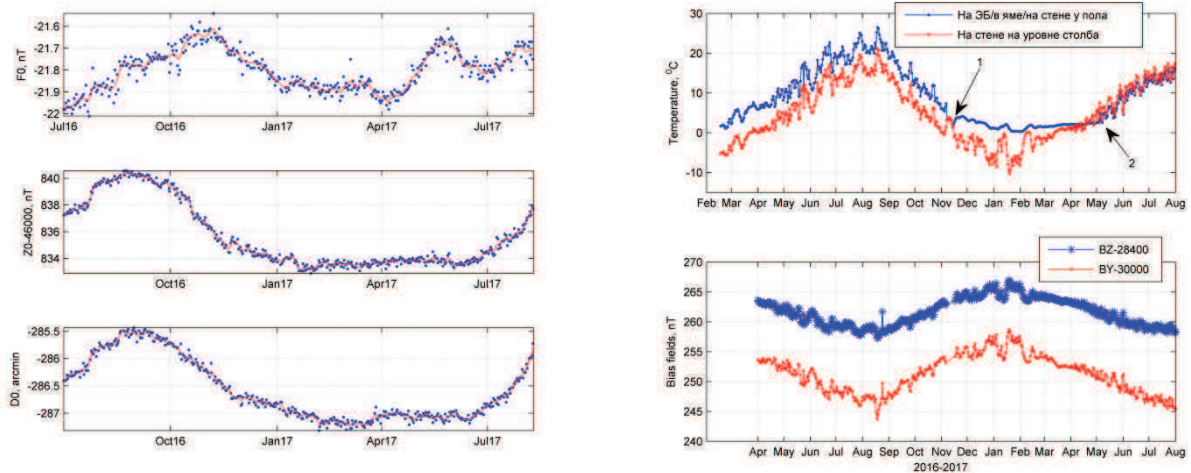 F0, nT
-21.6
-21.7
-21.8
-21.9
-22
Jul16 Oct16 Jan17 Apr17 Jul17
Z0-46000, nT
840
838
836
834
Oct16 Jan17 Apr17 Jul17
D0, arcmin
-285.5
-286
-286.5
-287
Oct16 Jan17 Apr17 Jul17
Temperature, ⁰C
30
20
10
0
-10
На ЭБ/в яме/на стене у пола
На стене на уровне столба
1
2
Feb Mar Apr May Jun Jul Aug Sep Oct Nov Dec Jan Feb Mar Apr May Jun Jul Aug
Bias fields, nT
270
265
260
255
250
245
240
BZ-28400
BY-30000
Apr May Jun Jul Aug Sep Oct Nov Dec Jan Feb Mar Apr May Jun Jul Aug
2016-2017